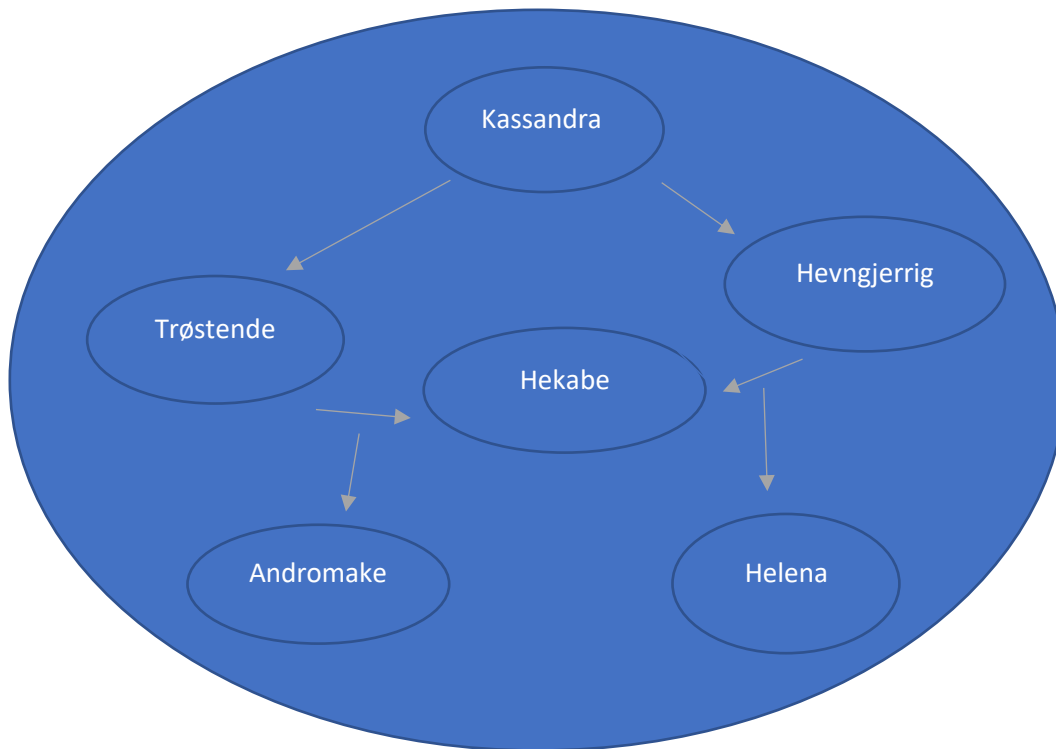 Kassandra
Hevngjerrig
Trøstende
Hekabe
Andromake
Helena